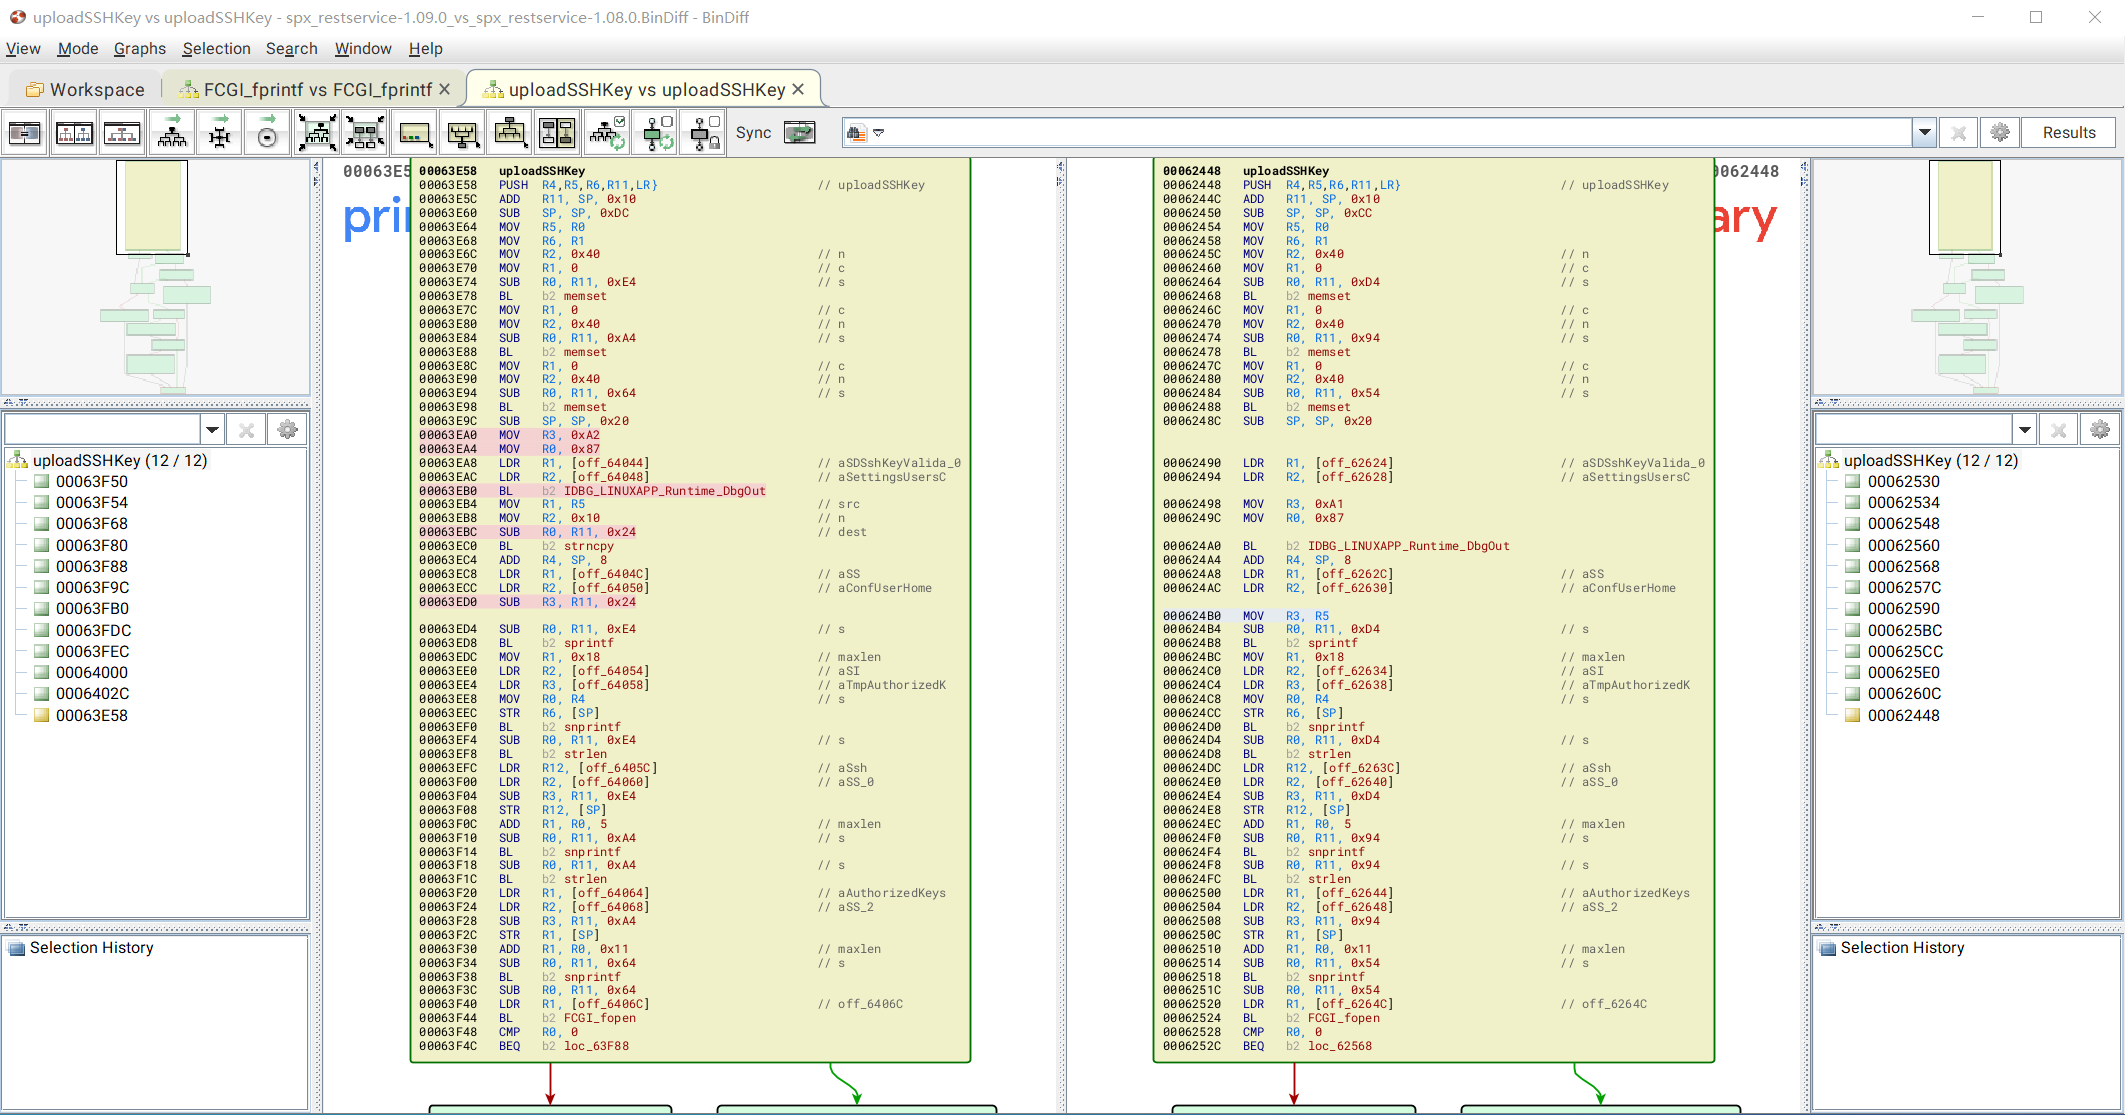 uploadSSHKey vs uploadSSHKey - spx_restservice-1.09.0_vs_spx_restservice-1.08.0.BinDiff - BinDiff
View Mode Graphs Selection Search Window Help
Workspace FCGI_fprintf vs FCGI_fprintf uploadSSHKey vs uploadSSHKey
Sync Results
00063E5
pri
00063E58 uploadSSHKey
00063E58 PUSH R4,R5,R6,R11,LR} // uploadSSHKey
00063E5C ADD R11, SP, 0x10
00063E60 SUB SP, SP, 0xDC
00063E64 MOV R5, R0
00063E68 MOV R6, R1
00063E6C MOV R2, 0x40 // n
00063E70 MOV R1, 0 // c
00063E74 SUB R0, R11, 0xE4 // s
00063E78 BL b2 memset
00063E7C MOV R1, 0 // c
00063E80 MOV R2, 0x40 // n
00063E84 SUB R0, R11, 0xA4 // s
00063E88 BL b2 memset
00063E8C MOV R1, 0 // c
00063E90 MOV R2, 0x40 // n
00063E94 SUB R0, R11, 0x64 // s
00063E98 BL b2 memset
00063E9C SUB SP, SP, 0x20
00063EA0 MOV R3, 0xA2
00063EA4 MOV R0, 0x87
00063EA8 LDR R1, [off_64044] // aSDSshKeyValida_0
00063EAC LDR R2, [off_64048] // aSettingsUsersC
00063EB0 BL b2 IDBG_LINUXAPP_Runtime_DbgOut
00063EB4 MOV R1, R5 // src
00063EB8 MOV R2, 0x10 // n
00063EBC SUB R0, R11, 0x24 // dest
00063EC0 BL b2 strncpy
00063EC4 ADD R4, SP, 8
00063EC8 LDR R1, [off_6404C] // aSS
00063ECC LDR R2, [off_64050] // aConfUserHome
00063ED0 SUB R3, R11, 0x24
00063ED4 SUB R0, R11, 0xE4 // s
00063ED8 BL b2 sprintf
00063EDC MOV R1, 0x18 // maxlen
00063EE0 LDR R2, [off_64054] // aSI
00063EE4 LDR R3, [off_64058] // aTmpAuthorizedK
00063EE8 MOV R0, R4 // s
00063EEC STR R6, [SP]
00063EF0 BL b2 snprintf
00063EF4 SUB R0, R11, 0xE4 // s
00063EF8 BL b2 strlen
00063EFC LDR R12, [off_6405C] // aSsh
00063F00 LDR R2, [off_64060] // aSS_0
00063F04 SUB R3, R11, 0xE4
00063F08 STR R12, [SP]
00063F0C ADD R1, R0, 5 // maxlen
00063F10 SUB R0, R11, 0xA4 // s
00063F14 BL b2 snprintf
00063F18 SUB R0, R11, 0xA4 // s
00063F1C BL b2 strlen
00063F20 LDR R1, [off_64064] // aAuthorizedKeys
00063F24 LDR R2, [off_64068] // aSS_2
00063F28 SUB R3, R11, 0xA4
00063F2C STR R1, [SP]
00063F30 ADD R1, R0, 0x11 // maxlen
00063F34 SUB R0, R11, 0x64 // s
00063F38 BL b2 snprintf
00063F3C SUB R0, R11, 0x64
00063F40 LDR R1, [off_6406C] // off_6406C
00063F44 BL b2 FCGI_fopen
00063F48 CMP R0, 0
00063F4C BEQ b2 loc_63F88
00062448 uploadSSHKey
00062448 PUSH R4,R5,R6,R11,LR} // uploadSSHKey
0006244C ADD R11, SP, 0x10
00062450 SUB SP, SP, 0xCC
00062454 MOV R5, R0
00062458 MOV R6, R1
0006245C MOV R2, 0x40 // n
00062460 MOV R1, 0 // c
00062464 SUB R0, R11, 0xD4 // s
00062468 BL b2 memset
0006246C MOV R1, 0 // c
00062470 MOV R2, 0x40 // n
00062474 SUB R0, R11, 0x94 // s
00062478 BL b2 memset
0006247C MOV R1, 0 // c
00062480 MOV R2, 0x40 // n
00062484 SUB R0, R11, 0x54 // s
00062488 BL b2 memset
0006248C SUB SP, SP, 0x20
00062490 LDR R1, [off_62624] // aSDSshKeyValida_0
00062494 LDR R2, [off_62628] // aSettingsUsersC
00062498 MOV R3, 0xA1
0006249C MOV R0, 0x87
000624A0 BL b2 IDBG_LINUXAPP_Runtime_DbgOut
000624A4 ADD R4, SP, 8
000624A8 LDR R1, [off_6262C] // aSS
000624AC LDR R2, [off_62630] // aConfUserHome
000624B0 MOV R3, R5
000624B4 SUB R0, R11, 0xD4 // s
000624B8 BL b2 sprintf
000624BC MOV R1, 0x18 // maxlen
000624C0 LDR R2, [off_62634] // aSI
000624C4 LDR R3, [off_62638] // aTmpAuthorizedK
000624C8 MOV R0, R4 // s
000624CC STR R6, [SP]
000624D0 BL b2 snprintf
000624D4 SUB R0, R11, 0xD4 // s
000624D8 BL b2 strlen
000624DC LDR R12, [off_6263C] // aSsh
000624E0 LDR R2, [off_62640] // aSS_0
000624E4 SUB R3, R11, 0xD4
000624E8 STR R12, [SP]
000624EC ADD R1, R0, 5 // maxlen
000624F0 SUB R0, R11, 0x94 // s
000624F4 BL b2 snprintf
000624F8 SUB R0, R11, 0x94 // s
000624FC BL b2 strlen
00062500 LDR R1, [off_62644] // aAuthorizedKeys
00062504 LDR R2, [off_62648] // aSS_2
00062508 SUB R3, R11, 0x94
0006250C STR R1, [SP]
00062510 ADD R1, R0, 0x11 // maxlen
00062514 SUB R0, R11, 0x54 // s
00062518 BL b2 snprintf
0006251C SUB R0, R11, 0x54
00062520 LDR R1, [off_6264C] // off_6264C
00062524 BL b2 FCGI_fopen
00062528 CMP R0, 0
0006252C BEQ b2 loc_62568
0062448
ary
uploadSSHKey (12 / 12)
00063F50
00063F54
00063F68
00063F80
00063F88
00063F9C
00063FB0
00063FDC
00063FEC
00064000
0006402C
00063E58
Selection History
uploadSSHKey (12 / 12)
00062530
00062534
00062548
00062560
00062568
0006257C
00062590
000625BC
000625CC
000625E0
0006260C
00062448
Selection History